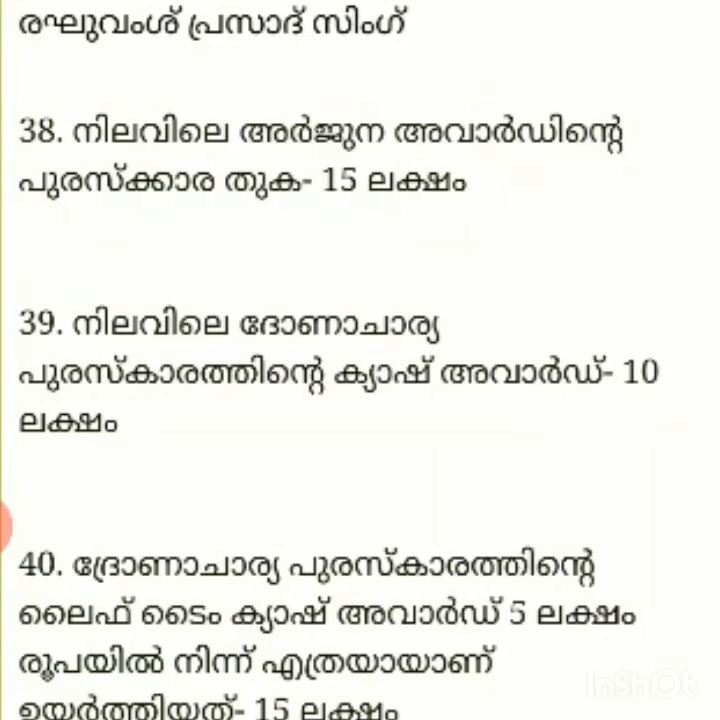 രഘുവംശ് പ്രസാദ് സിംഗ്
38. നിലവിലെ അർജുന അവാർഡിന്റെ
പുരസ്ക്കാര തുക- 15 ലക്ഷം
39. നിലവിലെ ദോണാചാര്യ
പുരസ്കാരത്തിന്റെ ക്യാഷ് അവാർഡ്- 10
ലക്ഷം
40. ദ്രോണാചാര്യ പുരസ്കാരത്തിന്റെ
ലൈഫ് ടൈം ക്യാഷ് അവാർഡ് 5 ലക്ഷം
രൂപയിൽ നിന്ന് എത്രയായാണ്
ഉയർത്തിയത്- 15 ലക്ഷം
InShOt